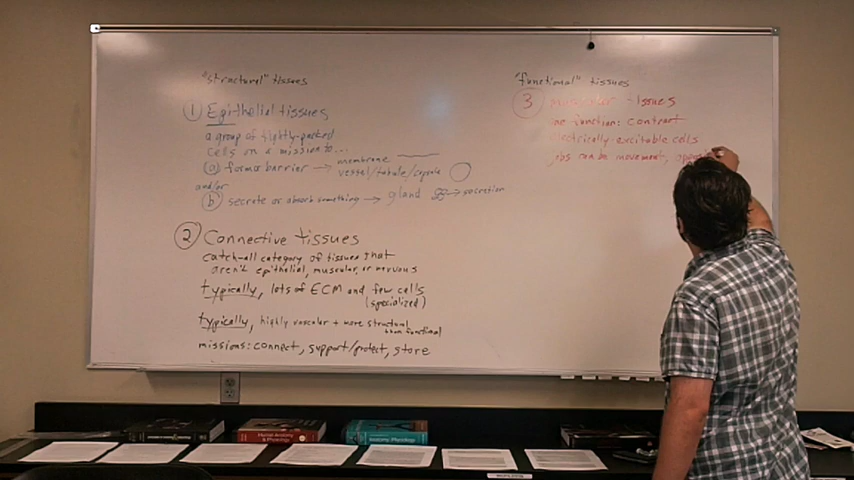 "structural" tissues
① Epithelial tissues
a group of tightly-packed
cells on a mission to...
ⓐ form a barrier → membrane
vessel/tubule/capsule
and/or
ⓑ secrete or absorb something → gland → secretion
② Connective tissues
catch-all category of tissues that
aren't epithelial, muscular, or nervous
typically, lots of ECM and few cells
(specialized)
typically, highly vascular + more structural
than functional
missions: connect, support/protect, store
"functional" tissues
③ muscular tissues
one function: contract
electrically-excitable cells
jobs can be movement,
Anatomy & Physiology
Anatomy Physiology